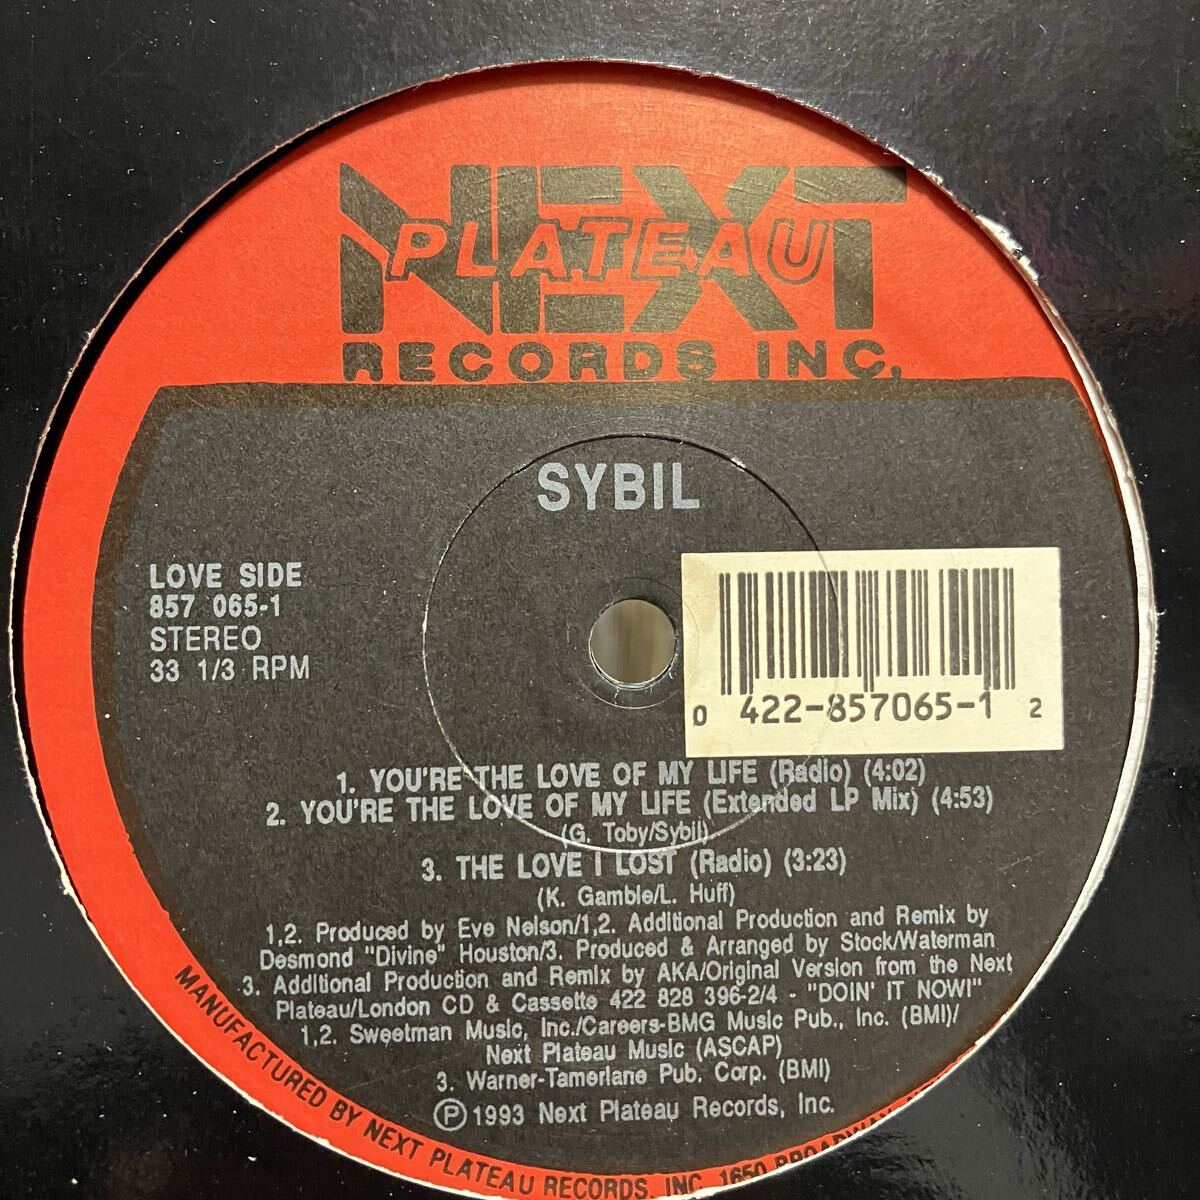 NEXT
PLATEAU
RECORDS INC.
SYBIL
LOVE SIDE
857 065-1
STEREO
33 1/3 RPM
0 422-857065-1 2
1. YOU'RE THE LOVE OF MY LIFE (Radio) (4:02)
2. YOU'RE THE LOVE OF MY LIFE (Extended LP Mix) (4:53)
(G. Toby/Sybil)
3. THE LOVE I LOST (Radio) (3:23)
(K. Gamble/L. Huff)
1,2. Produced by Eve Nelson/1,2. Additional Production and Remix by
Desmond "Divine" Houston/3. Produced & Arranged by Stock/Waterman
3. Additional Production and Remix by AKA/Original Version from the Next
Plateau/London CD & Cassette 422 828 396-2/4 - "DOIN' IT NOW!"
1,2. Sweetman Music, Inc./Careers-BMG Music Pub., Inc. (BMI)/
Next Plateau Music (ASCAP)
3. Warner-Tamerlane Pub. Corp. (BMI)
Ⓟ 1993 Next Plateau Records, Inc.
MANUFACTURED BY NEXT PLATEAU RECORDS, INC. 1650 BROADWAY